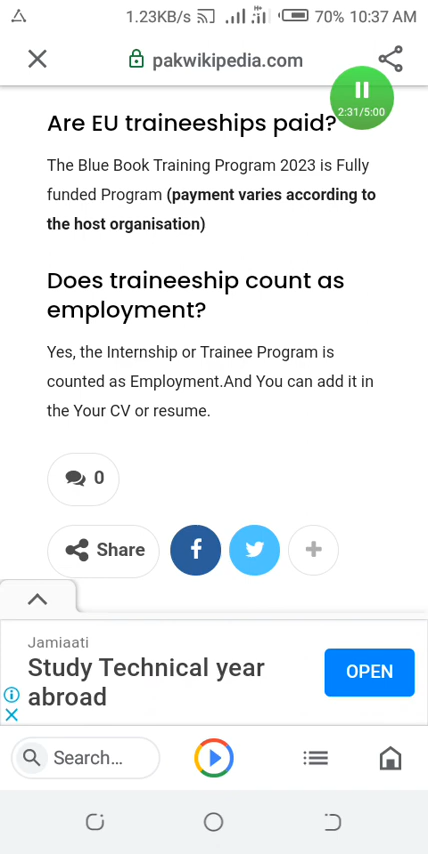 1.23KB/s 70% 10:37 AM
pakwikipedia.com
2:31/5:00
Are EU traineeships paid?
The Blue Book Training Program 2023 is Fully
funded Program (payment varies according to
the host organisation)
Does traineeship count as
employment?
Yes, the Internship or Trainee Program is
counted as Employment.And You can add it in
the Your CV or resume.
0
Share
Jamiaati
Study Technical year
abroad
OPEN
Search...